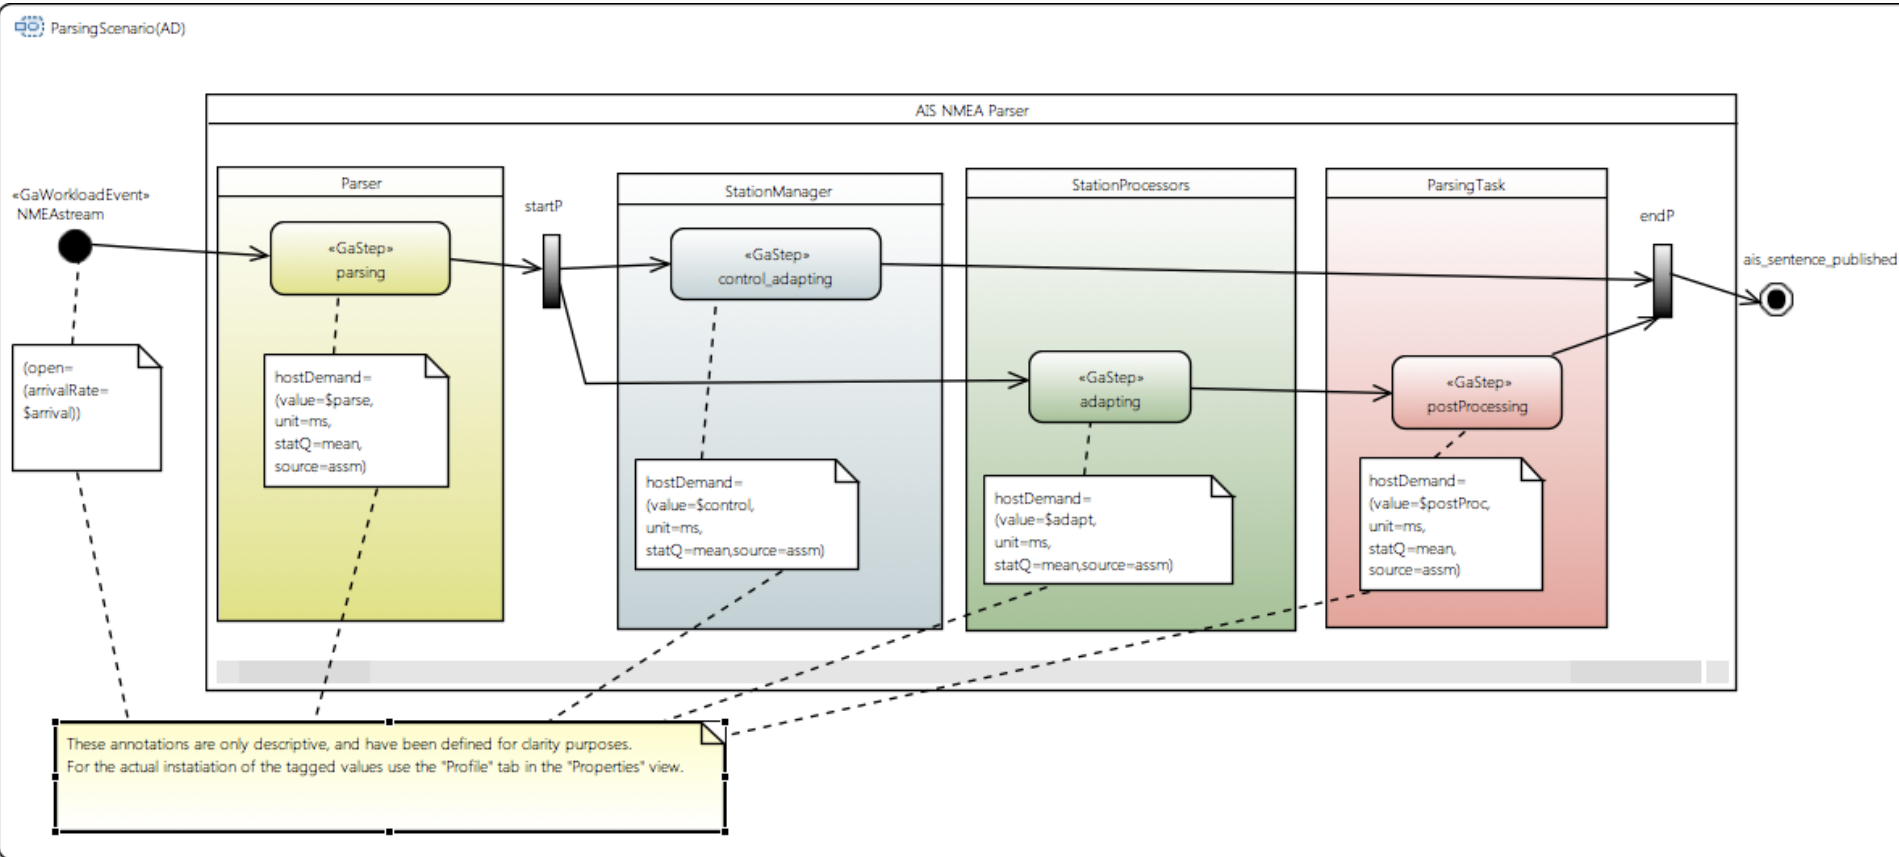 ParsingScenario(AD)
AIS NMEA Parser
«GaWorkloadEvent»
NMEAstream
(open=
(arrivalRate=
$arrival))
Parser
«GaStep»
parsing
hostDemand=
(value=$parse,
unit=ms,
statQ=mean,
source=assm)
startP
StationManager
«GaStep»
control_adapting
hostDemand=
(value=$control,
unit=ms,
statQ=mean,source=assm)
StationProcessors
«GaStep»
adapting
hostDemand=
(value=$adapt,
unit=ms,
statQ=mean,source=assm)
ParsingTask
«GaStep»
postProcessing
hostDemand=
(value=$postProc,
unit=ms,
statQ=mean,
source=assm)
endP
ais_sentence_published
These annotations are only descriptive, and have been defined for clarity purposes.
For the actual instatiation of the tagged values use the "Profile" tab in the "Properties" view.